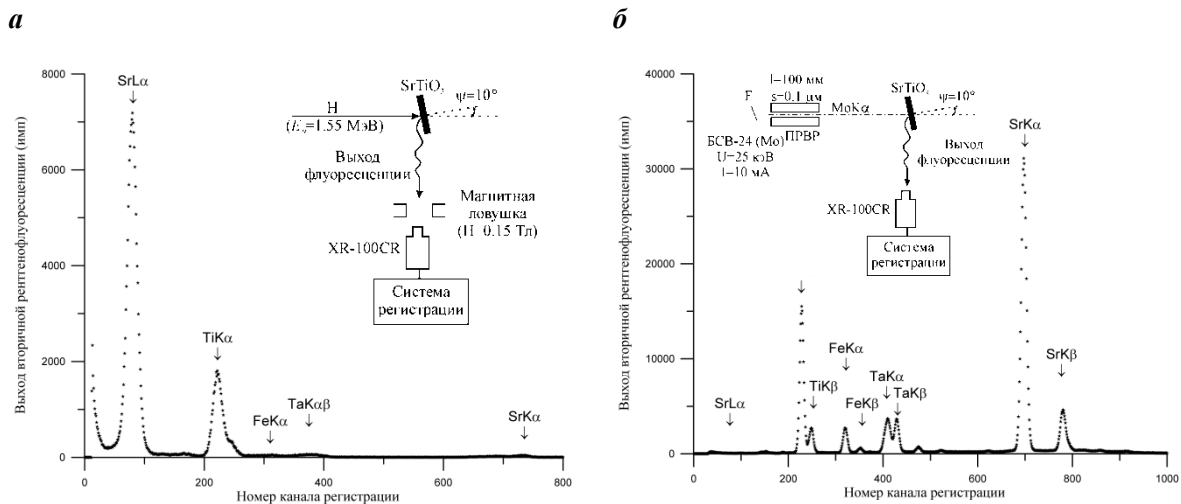 а
8000
6000
4000
2000
0
0
200
400
600
800
Выход вторичной рентгенофлуоресценции (имп)
Номер канала регистрации
SrLα
TiKα
FeKα
TaKαβ
SrKα
SrTiO3
ψ=10°
H
(E0=1.55 МэВ)
Выход
флуоресценции
Магнитная
ловушка
(H=0.15 Тл)
XR-100CR
Система
регистрации
б
40000
30000
20000
10000
0
0
200
400
600
800
1000
Выход вторичной рентгенофлуоресценции (имп)
Номер канала регистрации
l=100 мм
s=0.1 μм
F
MoKα
ПРВР
БСВ-24 (Mo)
U=25 кэВ
I=10 мА
SrTiO3
ψ=10°
Выход
флуоресценции
XR-100CR
Система
регистрации
SrLα
TiKβ
FeKα
FeKβ
TaKα
TaKβ
SrKα
SrKβ